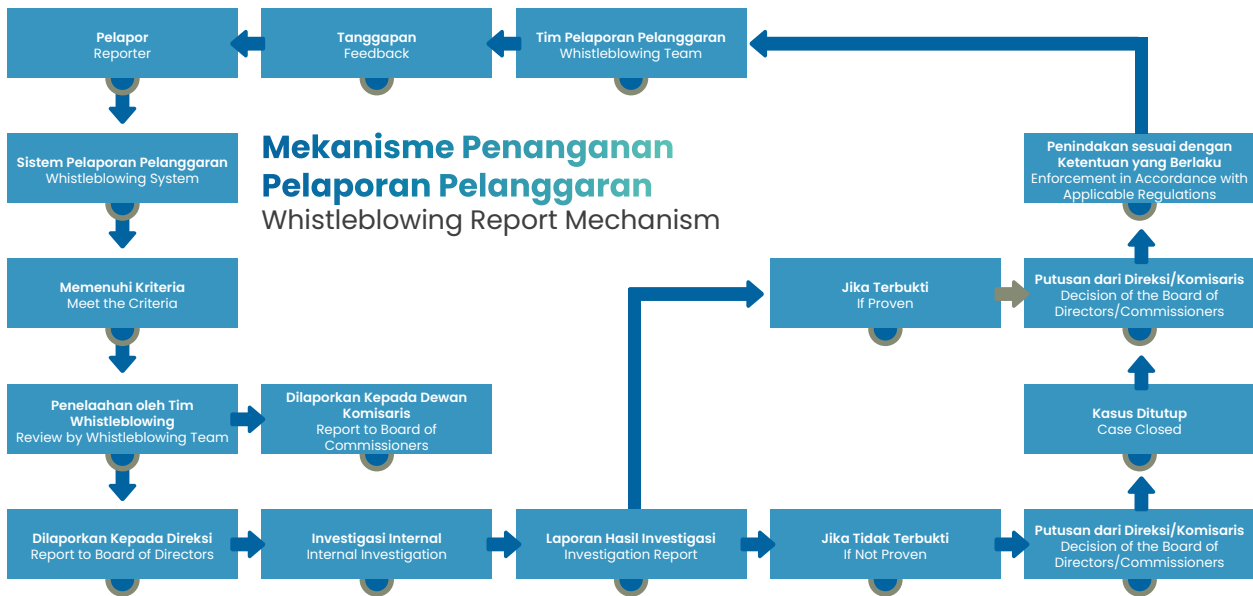 Pelapor
Reporter
Tanggapan
Feedback
Tim Pelaporan Pelanggaran
Whistleblowing Team
Sistem Pelaporan Pelanggaran
Whistleblowing System
Mekanisme Penanganan
Pelaporan Pelanggaran
Whistleblowing Report Mechanism
Penindakan sesuai dengan
Ketentuan yang Berlaku
Enforcement in Accordance with
Applicable Regulations
Memenuhi Kriteria
Meet the Criteria
Jika Terbukti
If Proven
Putusan dari Direksi/Komisaris
Decision of the Board of
Directors/Commissioners
Penelaahan oleh Tim
Whistleblowing
Review by Whistleblowing Team
Dilaporkan Kepada Dewan
Komisaris
Report to Board of
Commissioners
Kasus Ditutup
Case Closed
Dilaporkan Kepada Direksi
Report to Board of Directors
Investigasi Internal
Internal Investigation
Laporan Hasil Investigasi
Investigation Report
Jika Tidak Terbukti
If Not Proven
Putusan dari Direksi/Komisaris
Decision of the Board of
Directors/Commissioners